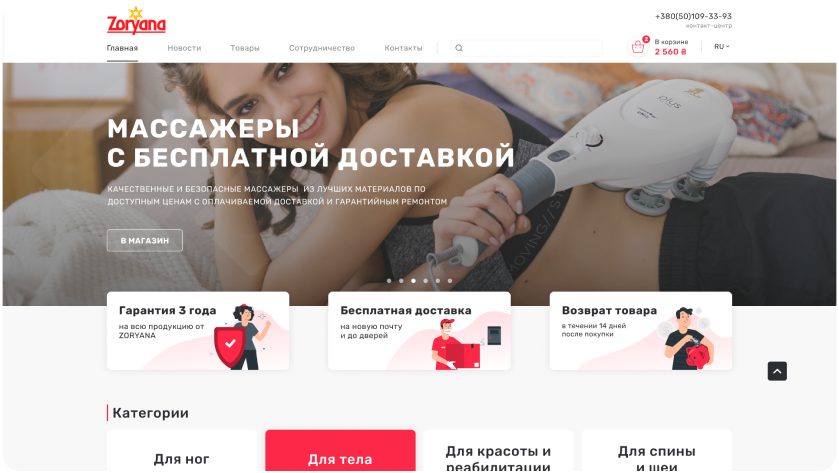 Zoryana
+380(50)109-33-93
контакт-центр
Главная
Новости
Товары
Сотрудничество
Контакты
2
В корзине
2 560 ₴
RU
МАССАЖЕРЫ
С БЕСПЛАТНОЙ ДОСТАВКОЙ
КАЧЕСТВЕННЫЕ И БЕЗОПАСНЫЕ МАССАЖЕРЫ ИЗ ЛУЧШИХ МАТЕРИАЛОВ ПО
ДОСТУПНЫМ ЦЕНАМ С ОПЛАЧИВАЕМОЙ ДОСТАВКОЙ И ГАРАНТИЙНЫМ РЕМОНТОМ
В МАГАЗИН
plus
MOVING//
Гарантия 3 года
на всю продукцию от
ZORYANA
Бесплатная доставка
на новую почту
и до дверей
Возврат товара
в течении 14 дней
после покупки
Категории
Для ног
Для тела
Для красоты и
реабилитации
Для спины
и шеи